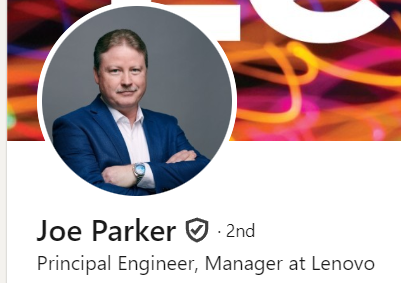 Joe Parker · 2nd
Principal Engineer, Manager at Lenovo